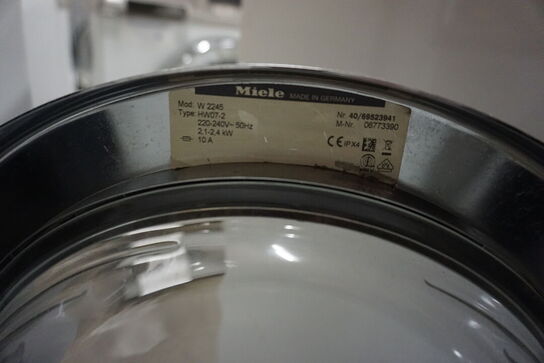 Miele MADE IN GERMANY
Mod: W 2245
Type: HW07-2
220-240V~ 50Hz
2,1-2,4 kW
10 A
Nr. 40/69523941
M-Nr. 06773390
CE IPX4